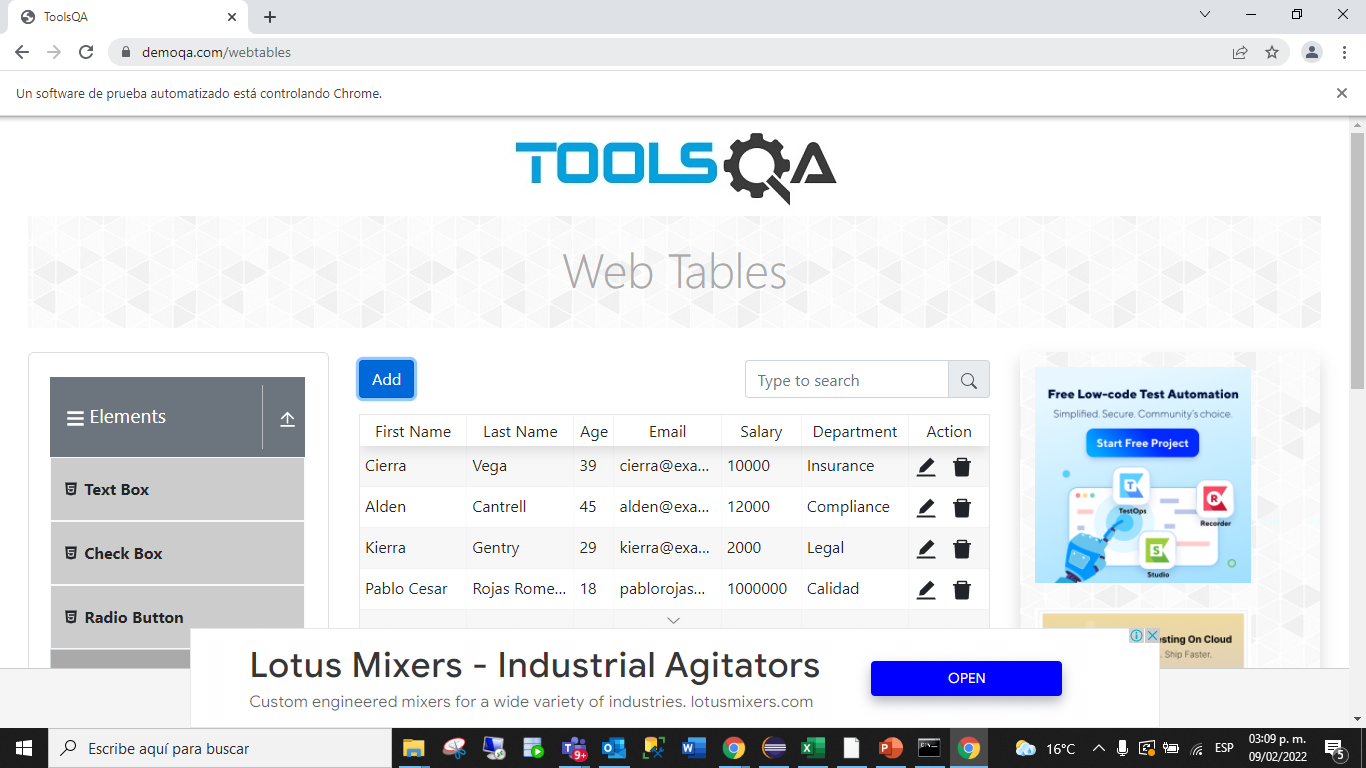 ToolsQA
demoqa.com/webtables
Un software de prueba automatizado está controlando Chrome.
TOOLSQA
Web Tables
Elements
Text Box
Check Box
Radio Button
Add
Type to search
First Name Last Name Age Email Salary Department Action
Cierra Vega 39 cierra@exa... 10000 Insurance
Alden Cantrell 45 alden@exa... 12000 Compliance
Kierra Gentry 29 kierra@exa... 2000 Legal
Pablo Cesar Rojas Rome... 18 pablorojas... 1000000 Calidad
Free Low-code Test Automation
Simplified. Secure. Community's choice.
Start Free Project
TestOps
Recorder
Studio
esting On Cloud
. Ship Faster.
Lotus Mixers - Industrial Agitators
Custom engineered mixers for a wide variety of industries. lotusmixers.com
OPEN
Escribe aquí para buscar
9+
16°C
ESP
03:09 p. m.
09/02/2022
5